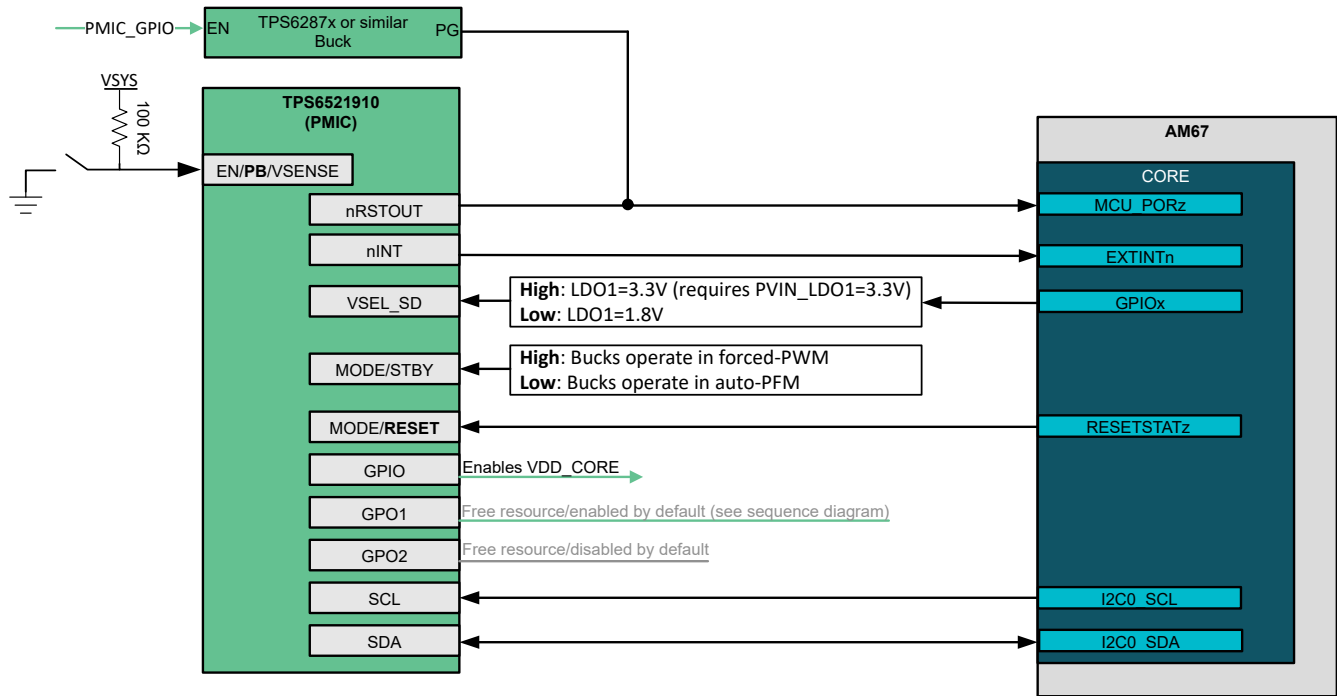 PMIC_GPIO
EN
TPS6287x or similar
Buck
PG
VSYS
100 KΩ
TPS6521910
(PMIC)
EN/PB/VSENSE
nRSTOUT
nINT
VSEL_SD
MODE/STBY
MODE/RESET
GPIO
GPO1
GPO2
SCL
SDA
High: LDO1=3.3V (requires PVIN_LDO1=3.3V)
Low: LDO1=1.8V
High: Bucks operate in forced-PWM
Low: Bucks operate in auto-PFM
Enables VDD_CORE
Free resource/enabled by default (see sequence diagram)
Free resource/disabled by default
AM67
CORE
MCU_PORz
EXTINTn
GPIOx
RESETSTATz
I2C0_SCL
I2C0_SDA